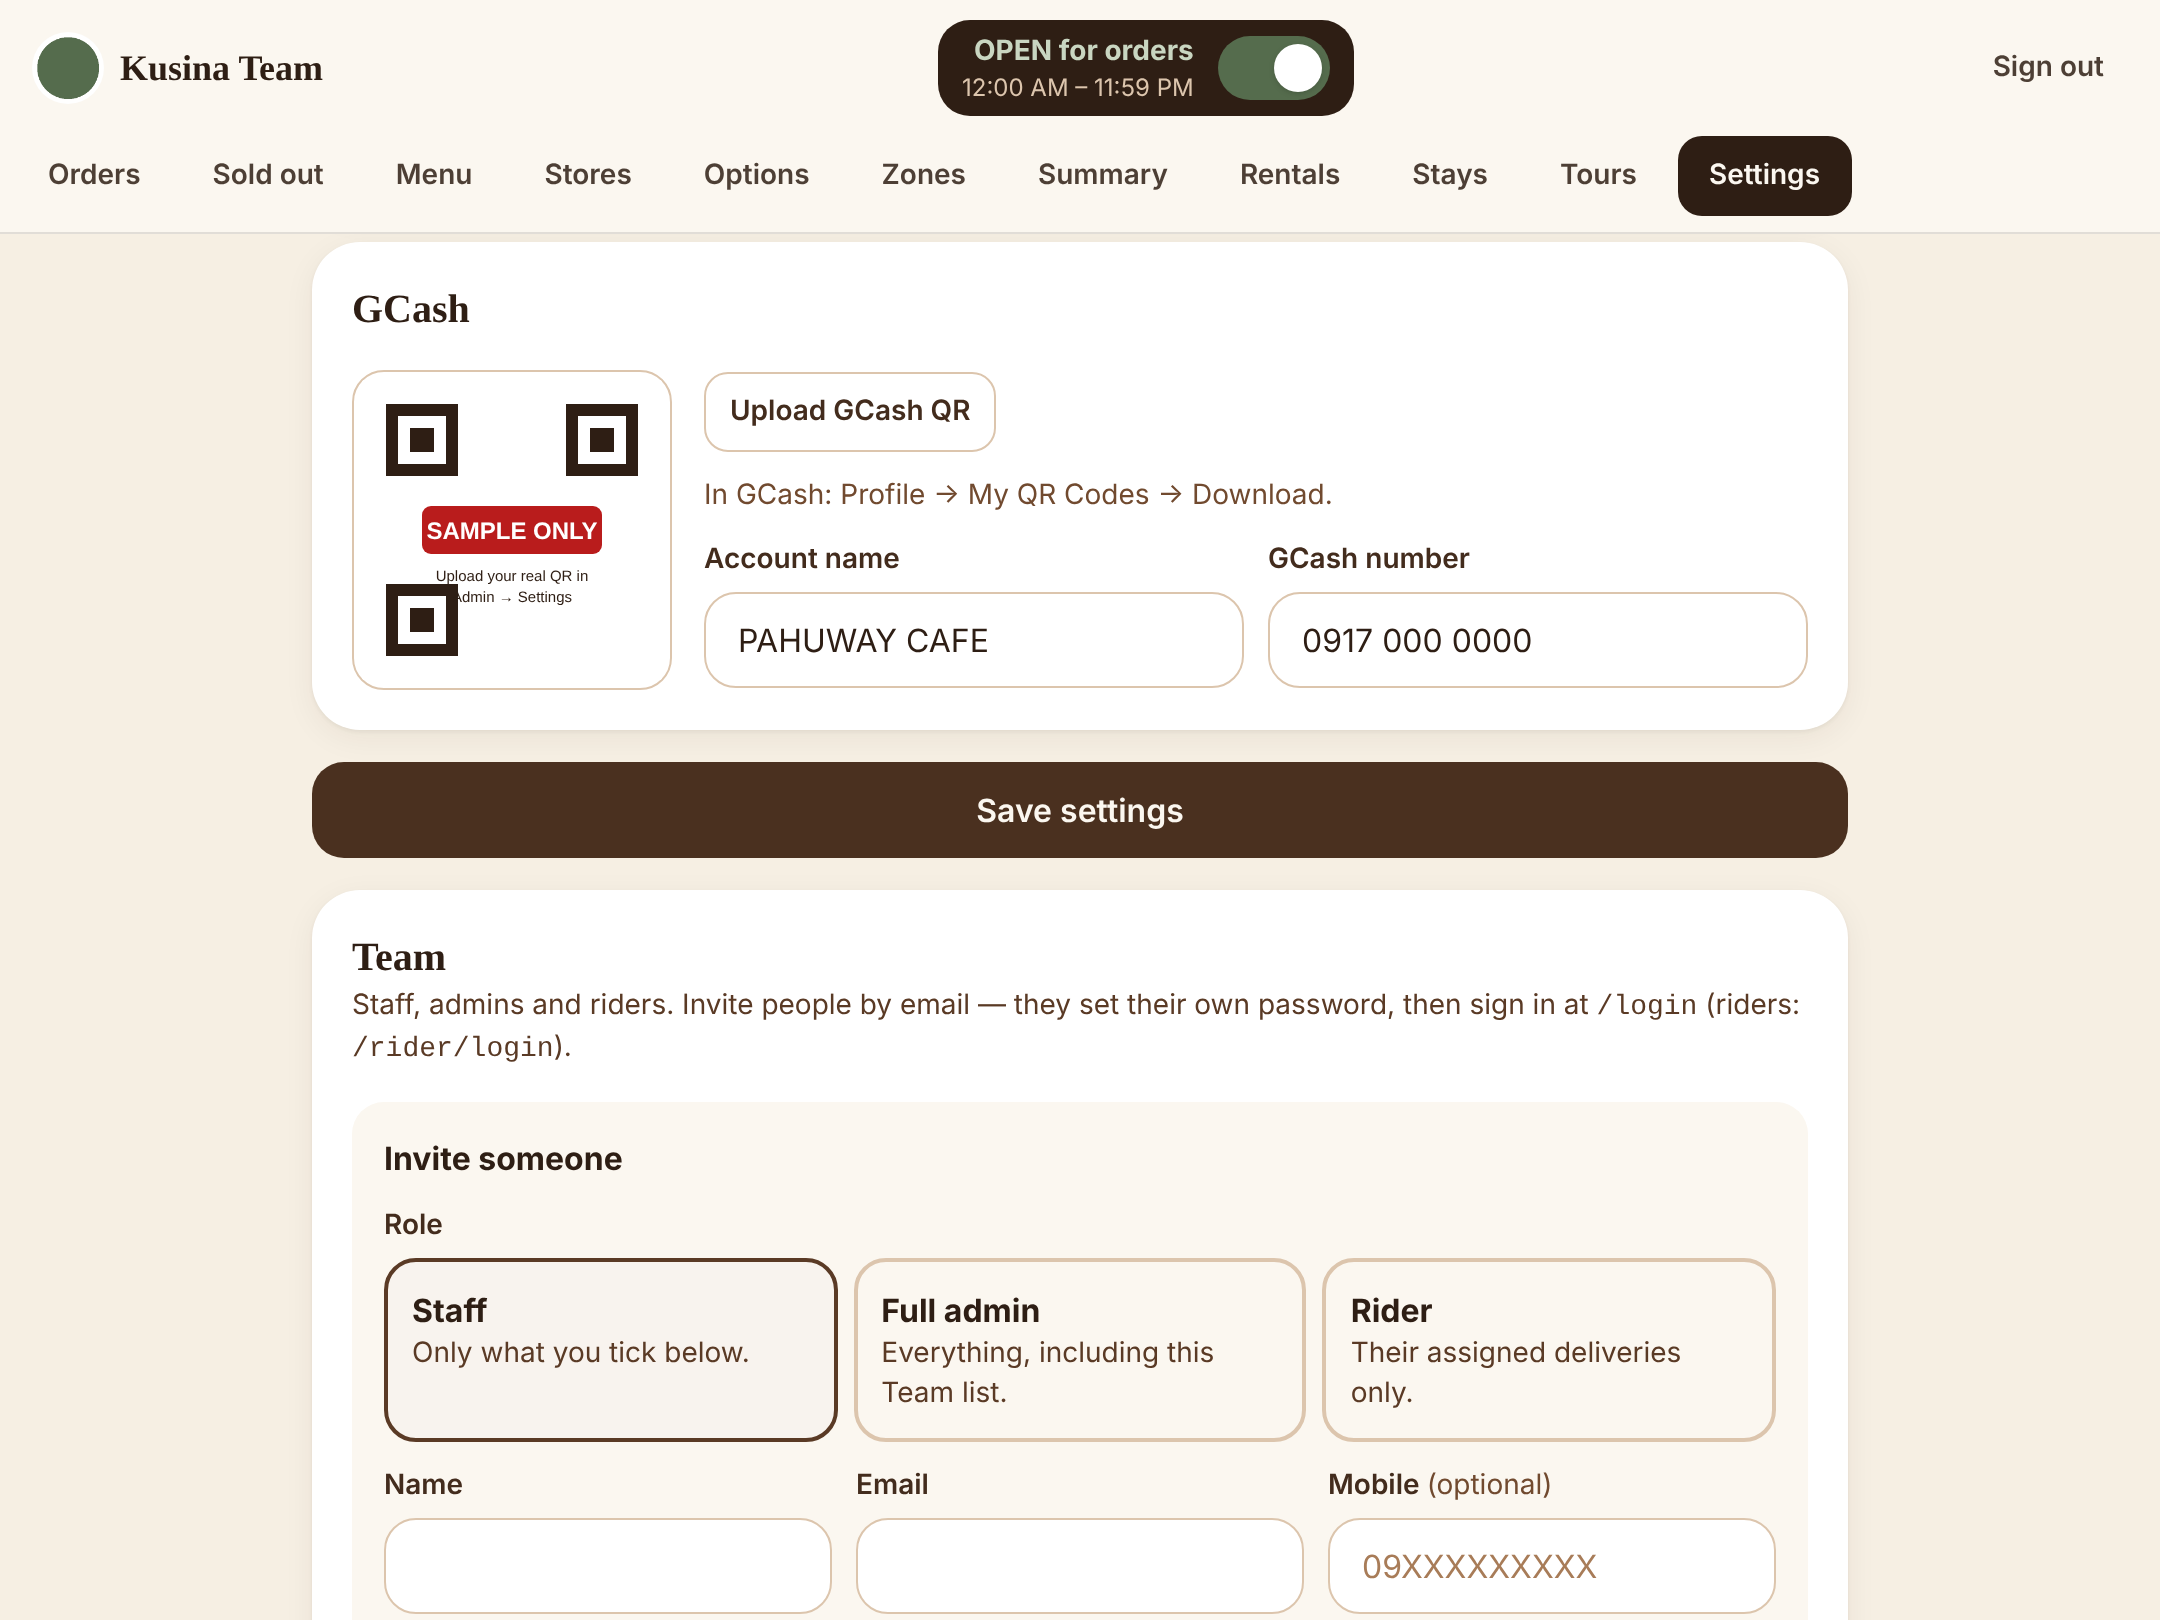 Kusina Team
OPEN for orders
12:00 AM – 11:59 PM
Sign out
Orders
Sold out
Menu
Stores
Options
Zones
Summary
Rentals
Stays
Tours
Settings
GCash
SAMPLE ONLY
Upload your real QR in
Admin → Settings
Upload GCash QR
In GCash: Profile → My QR Codes → Download.
Account name
PAHUWAY CAFE
GCash number
0917 000 0000
Save settings
Team
Staff, admins and riders. Invite people by email — they set their own password, then sign in at /login (riders:
/rider/login).
Invite someone
Role
Staff
Only what you tick below.
Full admin
Everything, including this
Team list.
Rider
Their assigned deliveries
only.
Name
Email
Mobile (optional)
09XXXXXXXXX